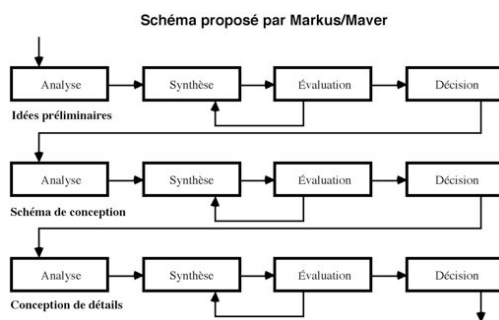 Schéma proposé par Markus/Maver
Analyse Synthèse Évaluation Décision
Idées préliminaires
Analyse Synthèse Évaluation Décision
Schéma de conception
Analyse Synthèse Évaluation Décision
Conception de détails